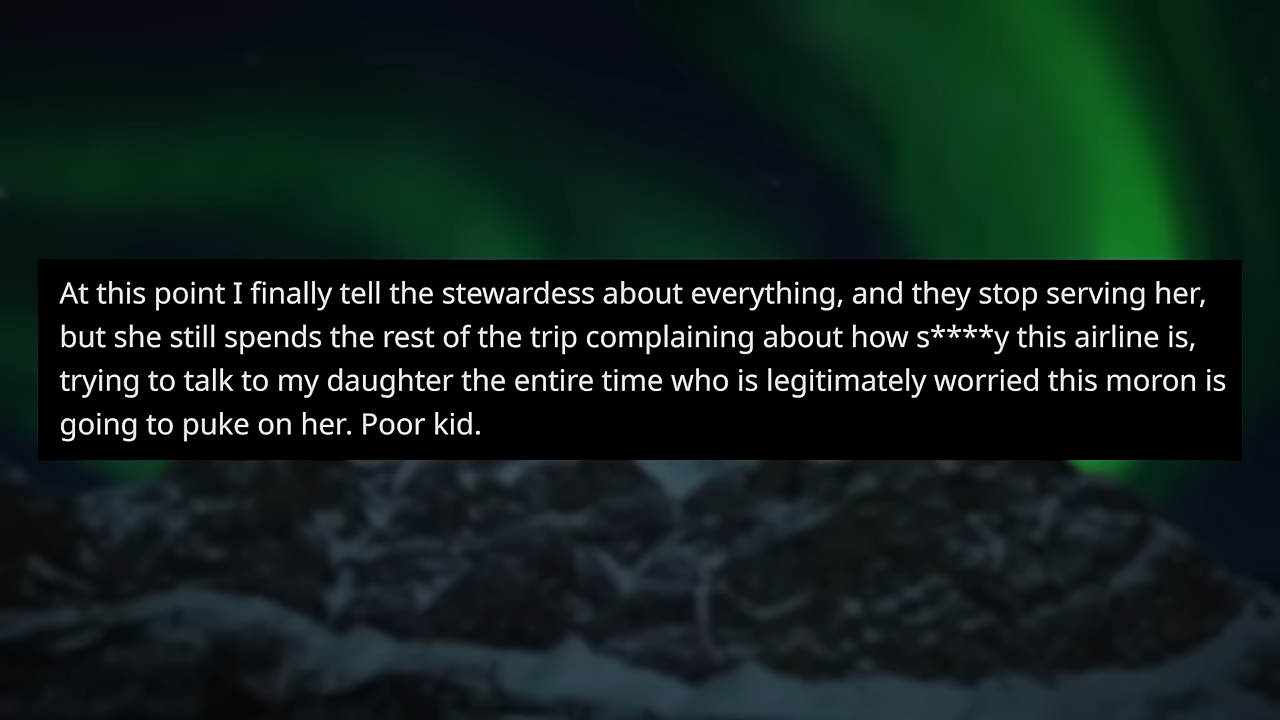 At this point I finally tell the stewardess about everything, and they stop serving her,
but she still spends the rest of the trip complaining about how s****y this airline is,
trying to talk to my daughter the entire time who is legitimately worried this moron is
going to puke on her. Poor kid.